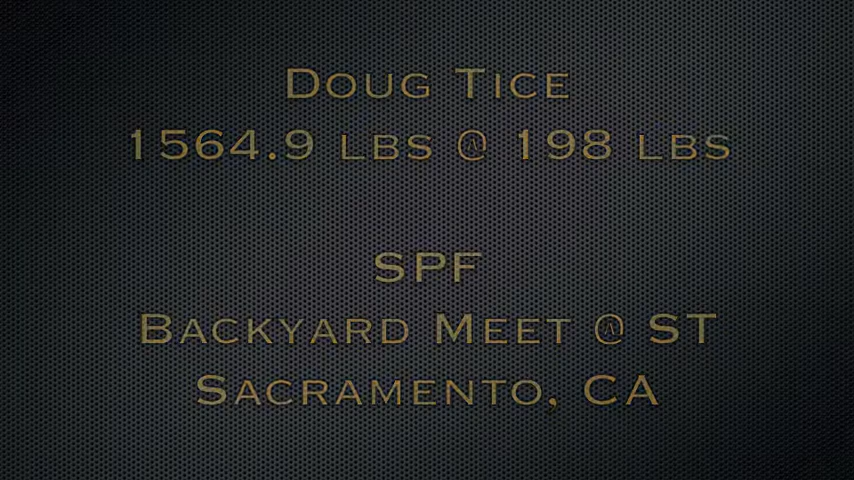 Doug Tice
1564.9 lbs @ 198 lbs
SPF
Backyard Meet @ ST
Sacramento, CA